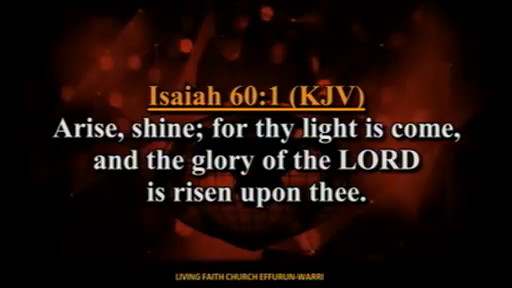 Isaiah 60:1 (KJV)
Arise, shine; for thy light is come,
and the glory of the LORD
is risen upon thee.
LIVING FAITH CHURCH EFFURUN-WARRI